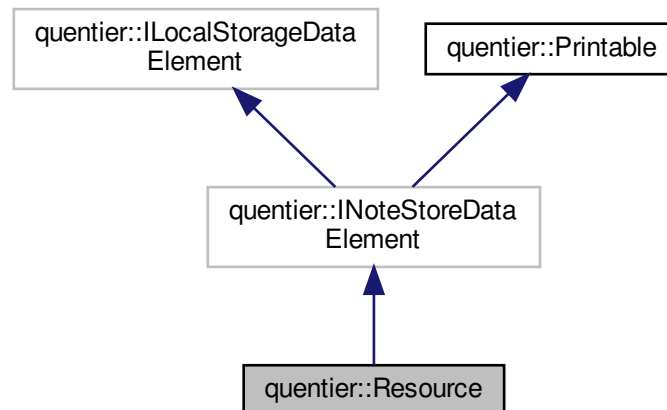 quentier::ILocalStorageData
Element
quentier::Printable
quentier::INoteStoreData
Element
quentier::Resource